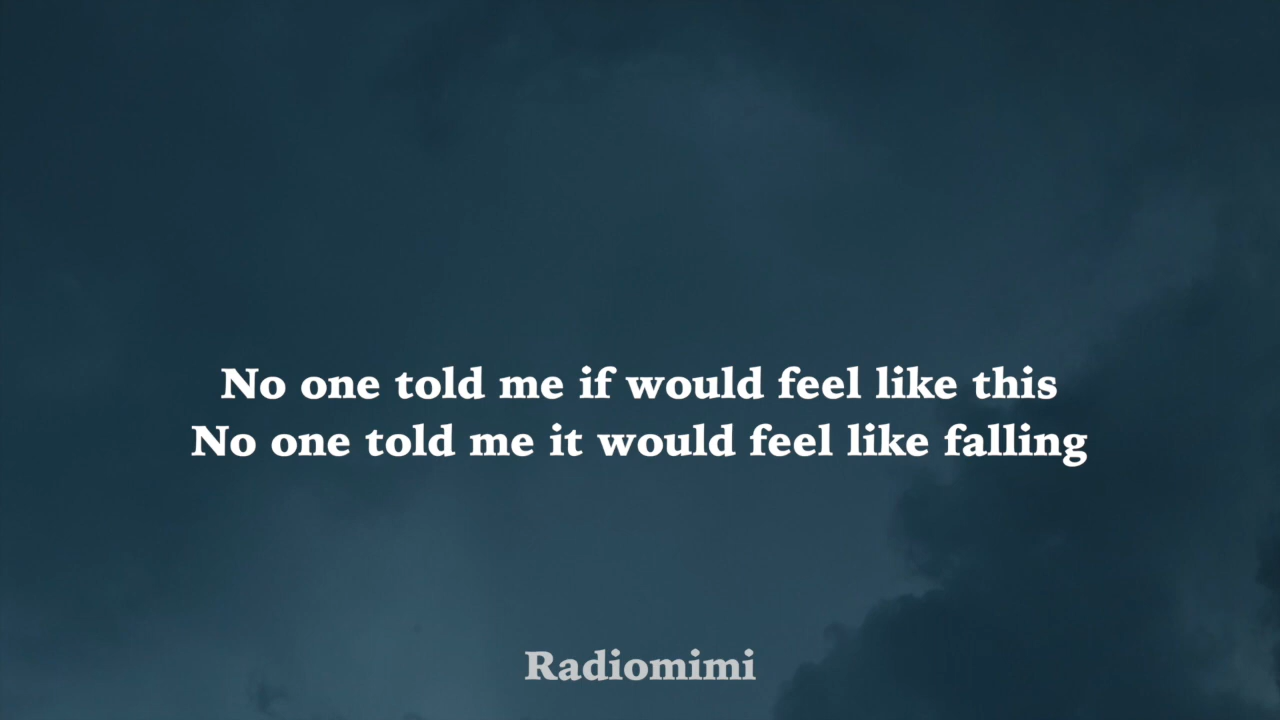 No one told me if would feel like this
No one told me it would feel like falling
Radiomimi